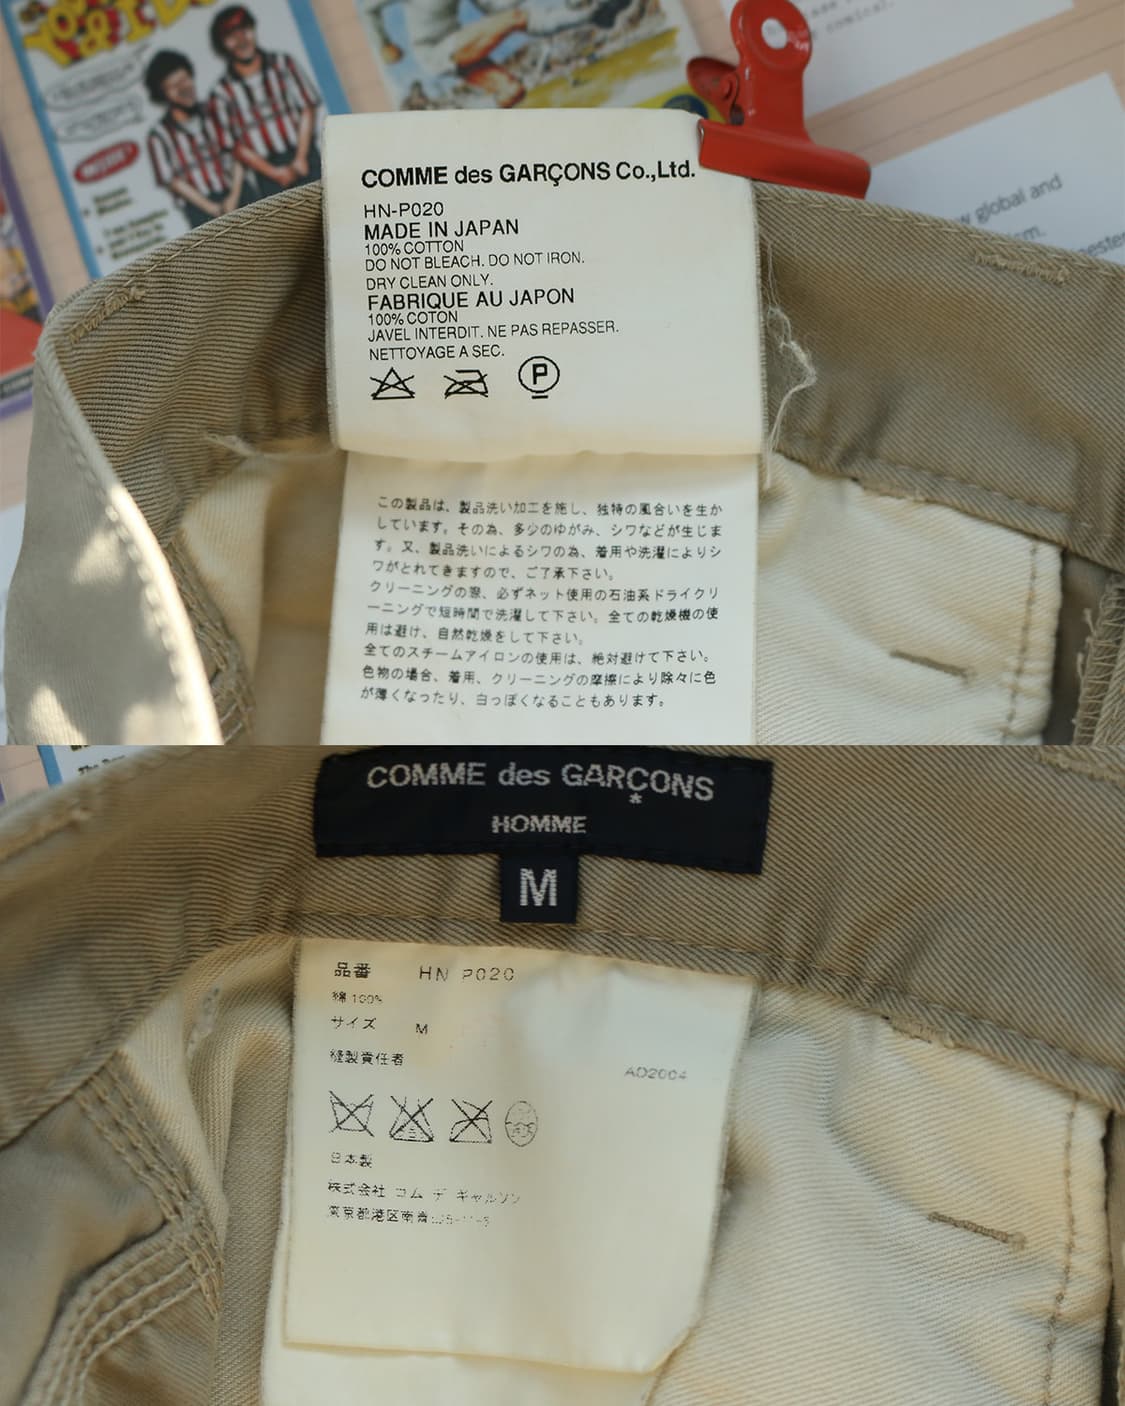 COMME des GARÇONS Co.,Ltd.
HN-P020
MADE IN JAPAN
100% COTTON
DO NOT BLEACH. DO NOT IRON.
DRY CLEAN ONLY.
FABRIQUE AU JAPON
100% COTON
JAVEL INTERDIT. NE PAS REPASSER.
NETTOYAGE A SEC.
P
w global and
この製品は、製品洗い加工を施し、独特の風合いを生か
しています。その為、多少のゆがみ、シワなどが生じま
す。又、製品洗いによるシワの為、着用や洗濯によりシ
ワがとれてきますので、ご了承下さい。
クリーニングの際、必ずネット使用の石油系ドライクリ
ーニングで短時間で洗濯して下さい。全ての乾燥機の使
用は避け、自然乾燥をして下さい。
全てのスチームアイロンの使用は、絶対避けて下さい。
色物の場合、着用、クリーニングの摩擦により除々に色
が薄くなったり、白っぽくなることもあります。
COMME des GARÇONS
*
HOMME
M
品番 HN P020
綿 100%
サイズ M
縫製責任者
AD2004
日本製
株式会社 コム デ ギャルソン
東京都港区南青